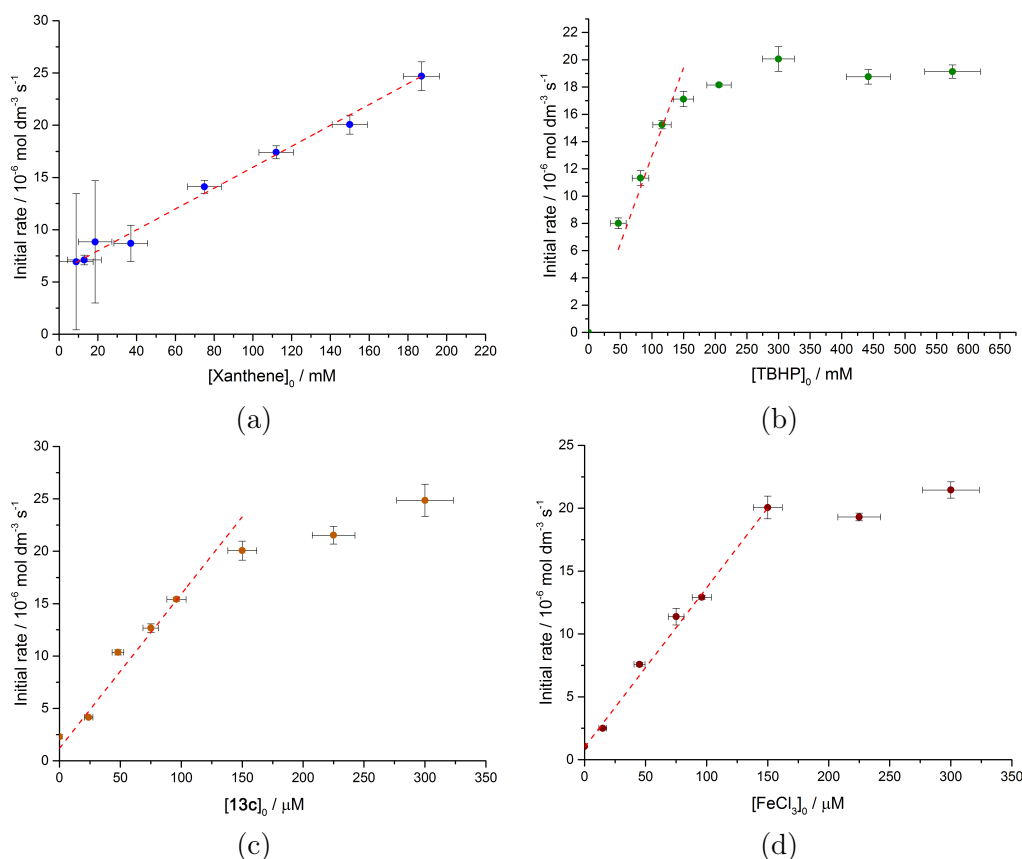 30
25
20
15
10
5
0
0 20 40 60 80 100 120 140 160 180 200 220
Initial rate / 10⁻⁶ mol dm⁻³ s⁻¹
[Xanthene]₀ / mM
(a)
22
20
18
16
14
12
10
8
6
4
2
0
0 50 100 150 200 250 300 350 400 450 500 550 600 650
Initial rate / 10⁻⁶ mol dm⁻³ s⁻¹
[TBHP]₀ / mM
(b)
30
25
20
15
10
5
0
0 50 100 150 200 250 300 350
Initial rate / 10⁻⁶ mol dm⁻³ s⁻¹
[13c]₀ / μM
(c)
25
20
15
10
5
0
0 50 100 150 200 250 300 350
Initial rate / 10⁻⁶ mol dm⁻³ s⁻¹
[FeCl₃]₀ / μM
(d)